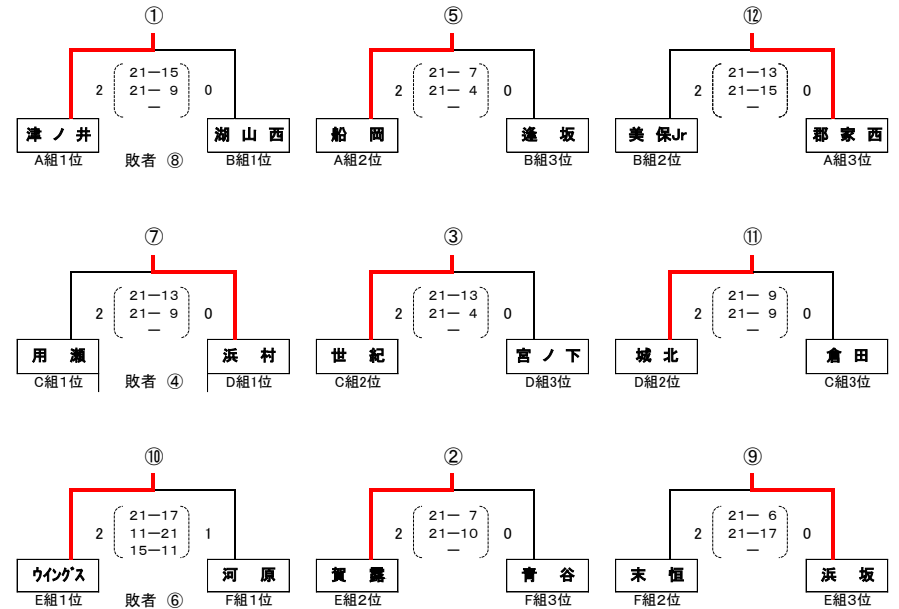 ① ⑤ ⑫
21－15 21－ 7 21－13
2 21－ 9 0 2 21－ 4 0 2 21－15 0
－ － －
津ノ井 湖山西 船岡 逢坂 美保Jr 郡家西
A組1位 敗者 ⑧ B組1位 A組2位 B組3位 B組2位 A組3位
⑦ ③ ⑪
21－13 21－13 21－ 9
2 21－ 9 0 2 21－ 4 0 2 21－ 9 0
－ － －
用瀬 浜村 世紀 宮ノ下 城北 倉田
C組1位 敗者 ④ D組1位 C組2位 D組3位 D組2位 C組3位
⑩ ② ⑨
21－17 21－ 7 21－ 6
2 11－21 1 2 21－10 0 2 21－17 0
15－11 － －
ウイングス 河原 賀露 青谷 末恒 浜坂
E組1位 敗者 ⑥ F組1位 E組2位 F組3位 F組2位 E組3位